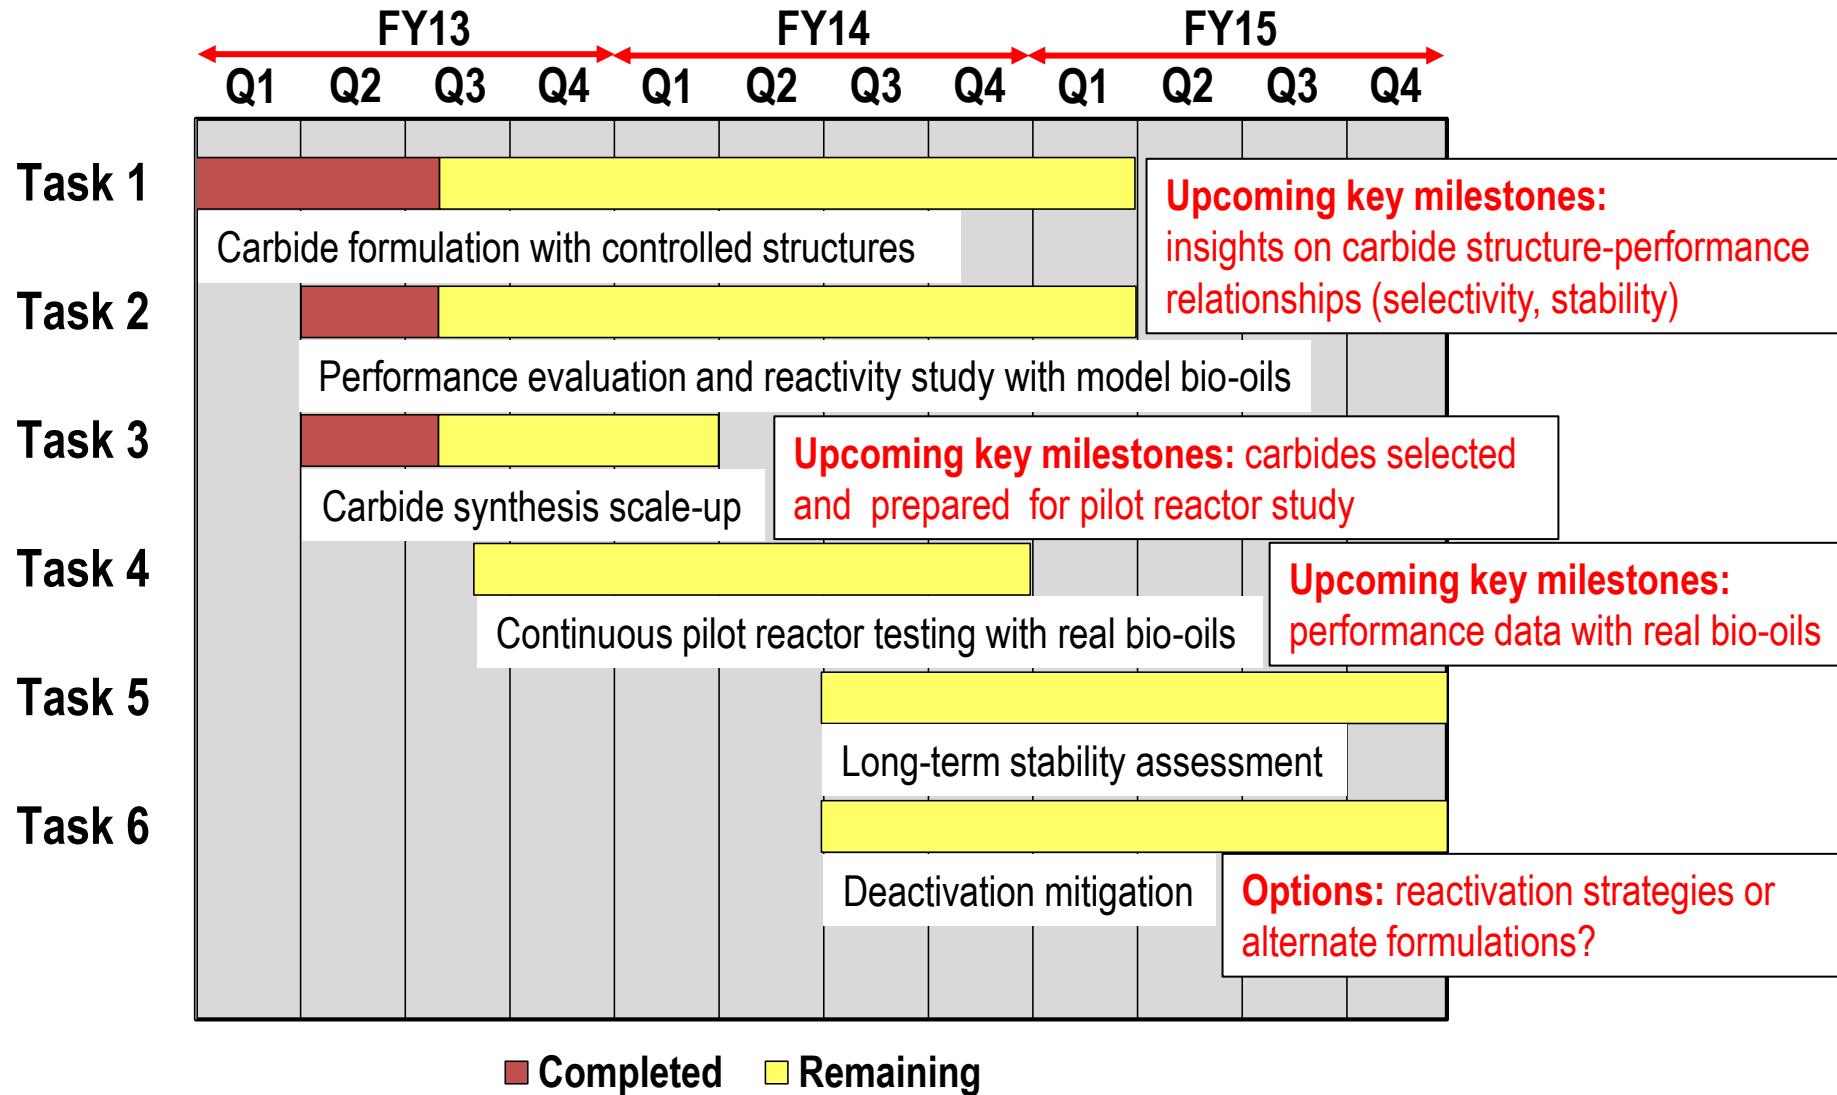 FY13 FY14 FY15
Q1 Q2 Q3 Q4 Q1 Q2 Q3 Q4 Q1 Q2 Q3 Q4
Task 1
Carbide formulation with controlled structures
Upcoming key milestones:
insights on carbide structure-performance
relationships (selectivity, stability)
Task 2
Performance evaluation and reactivity study with model bio-oils
Task 3
Carbide synthesis scale-up
Upcoming key milestones: carbides selected
and prepared for pilot reactor study
Task 4
Continuous pilot reactor testing with real bio-oils
Upcoming key milestones:
performance data with real bio-oils
Task 5
Long-term stability assessment
Task 6
Deactivation mitigation
Options: reactivation strategies or
alternate formulations?
Completed Remaining